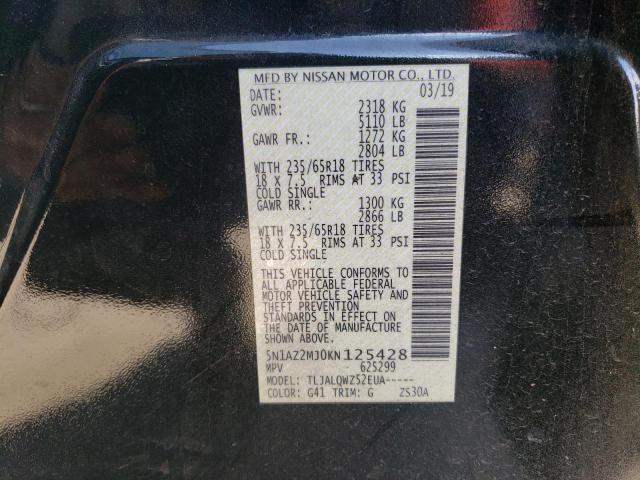 MFD BY NISSAN MOTOR CO., LTD.
DATE: 03/19
GVWR: 2318 KG
5110 LB
GAWR FR.: 1272 KG
2804 LB
WITH 235/65R18 TIRES
18 X 7.5 RIMS AT 33 PSI
COLD SINGLE
GAWR RR.: 1300 KG
2866 LB
WITH 235/65R18 TIRES
18 X 7.5 RIMS AT 33 PSI
COLD SINGLE
THIS VEHICLE CONFORMS TO
ALL APPLICABLE FEDERAL
MOTOR VEHICLE SAFETY AND
THEFT PREVENTION
STANDARDS IN EFFECT ON
THE DATE OF MANUFACTURE
SHOWN ABOVE.
5N1AZ2MJ0KN125428
MPV 625299
MODEL: TLJALQWZ52EUA-----
COLOR: G41 TRIM: G ZS30A